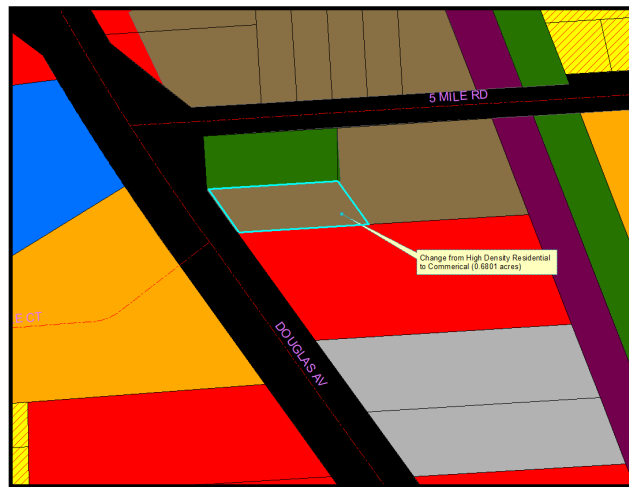 5 MILE RD
Change from High Density Residential
to Commerical (0.6801 acres)
E CT
DOUGLAS AV